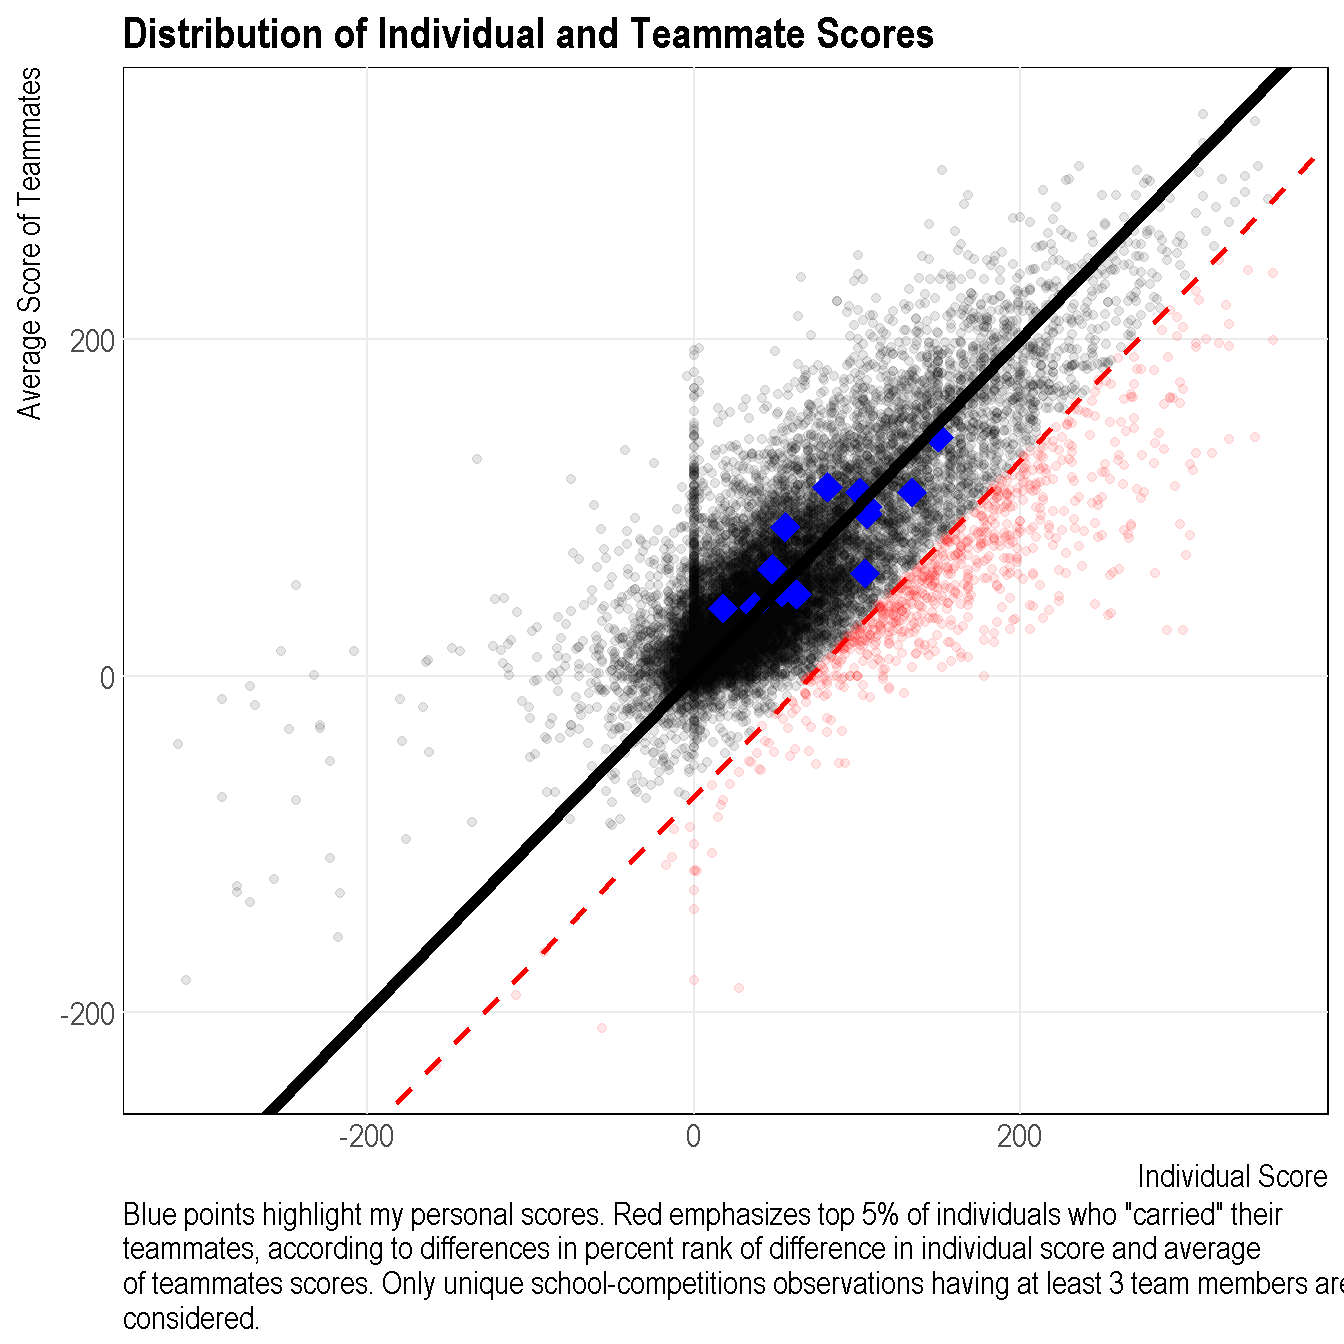 Distribution of Individual and Teammate Scores
Average Score of Teammates
200
0
-200
-200
0
200
Individual Score
Blue points highlight my personal scores. Red emphasizes top 5% of individuals who "carried" their
teammates, according to differences in percent rank of difference in individual score and average
of teammates scores. Only unique school-competitions observations having at least 3 team members are
considered.